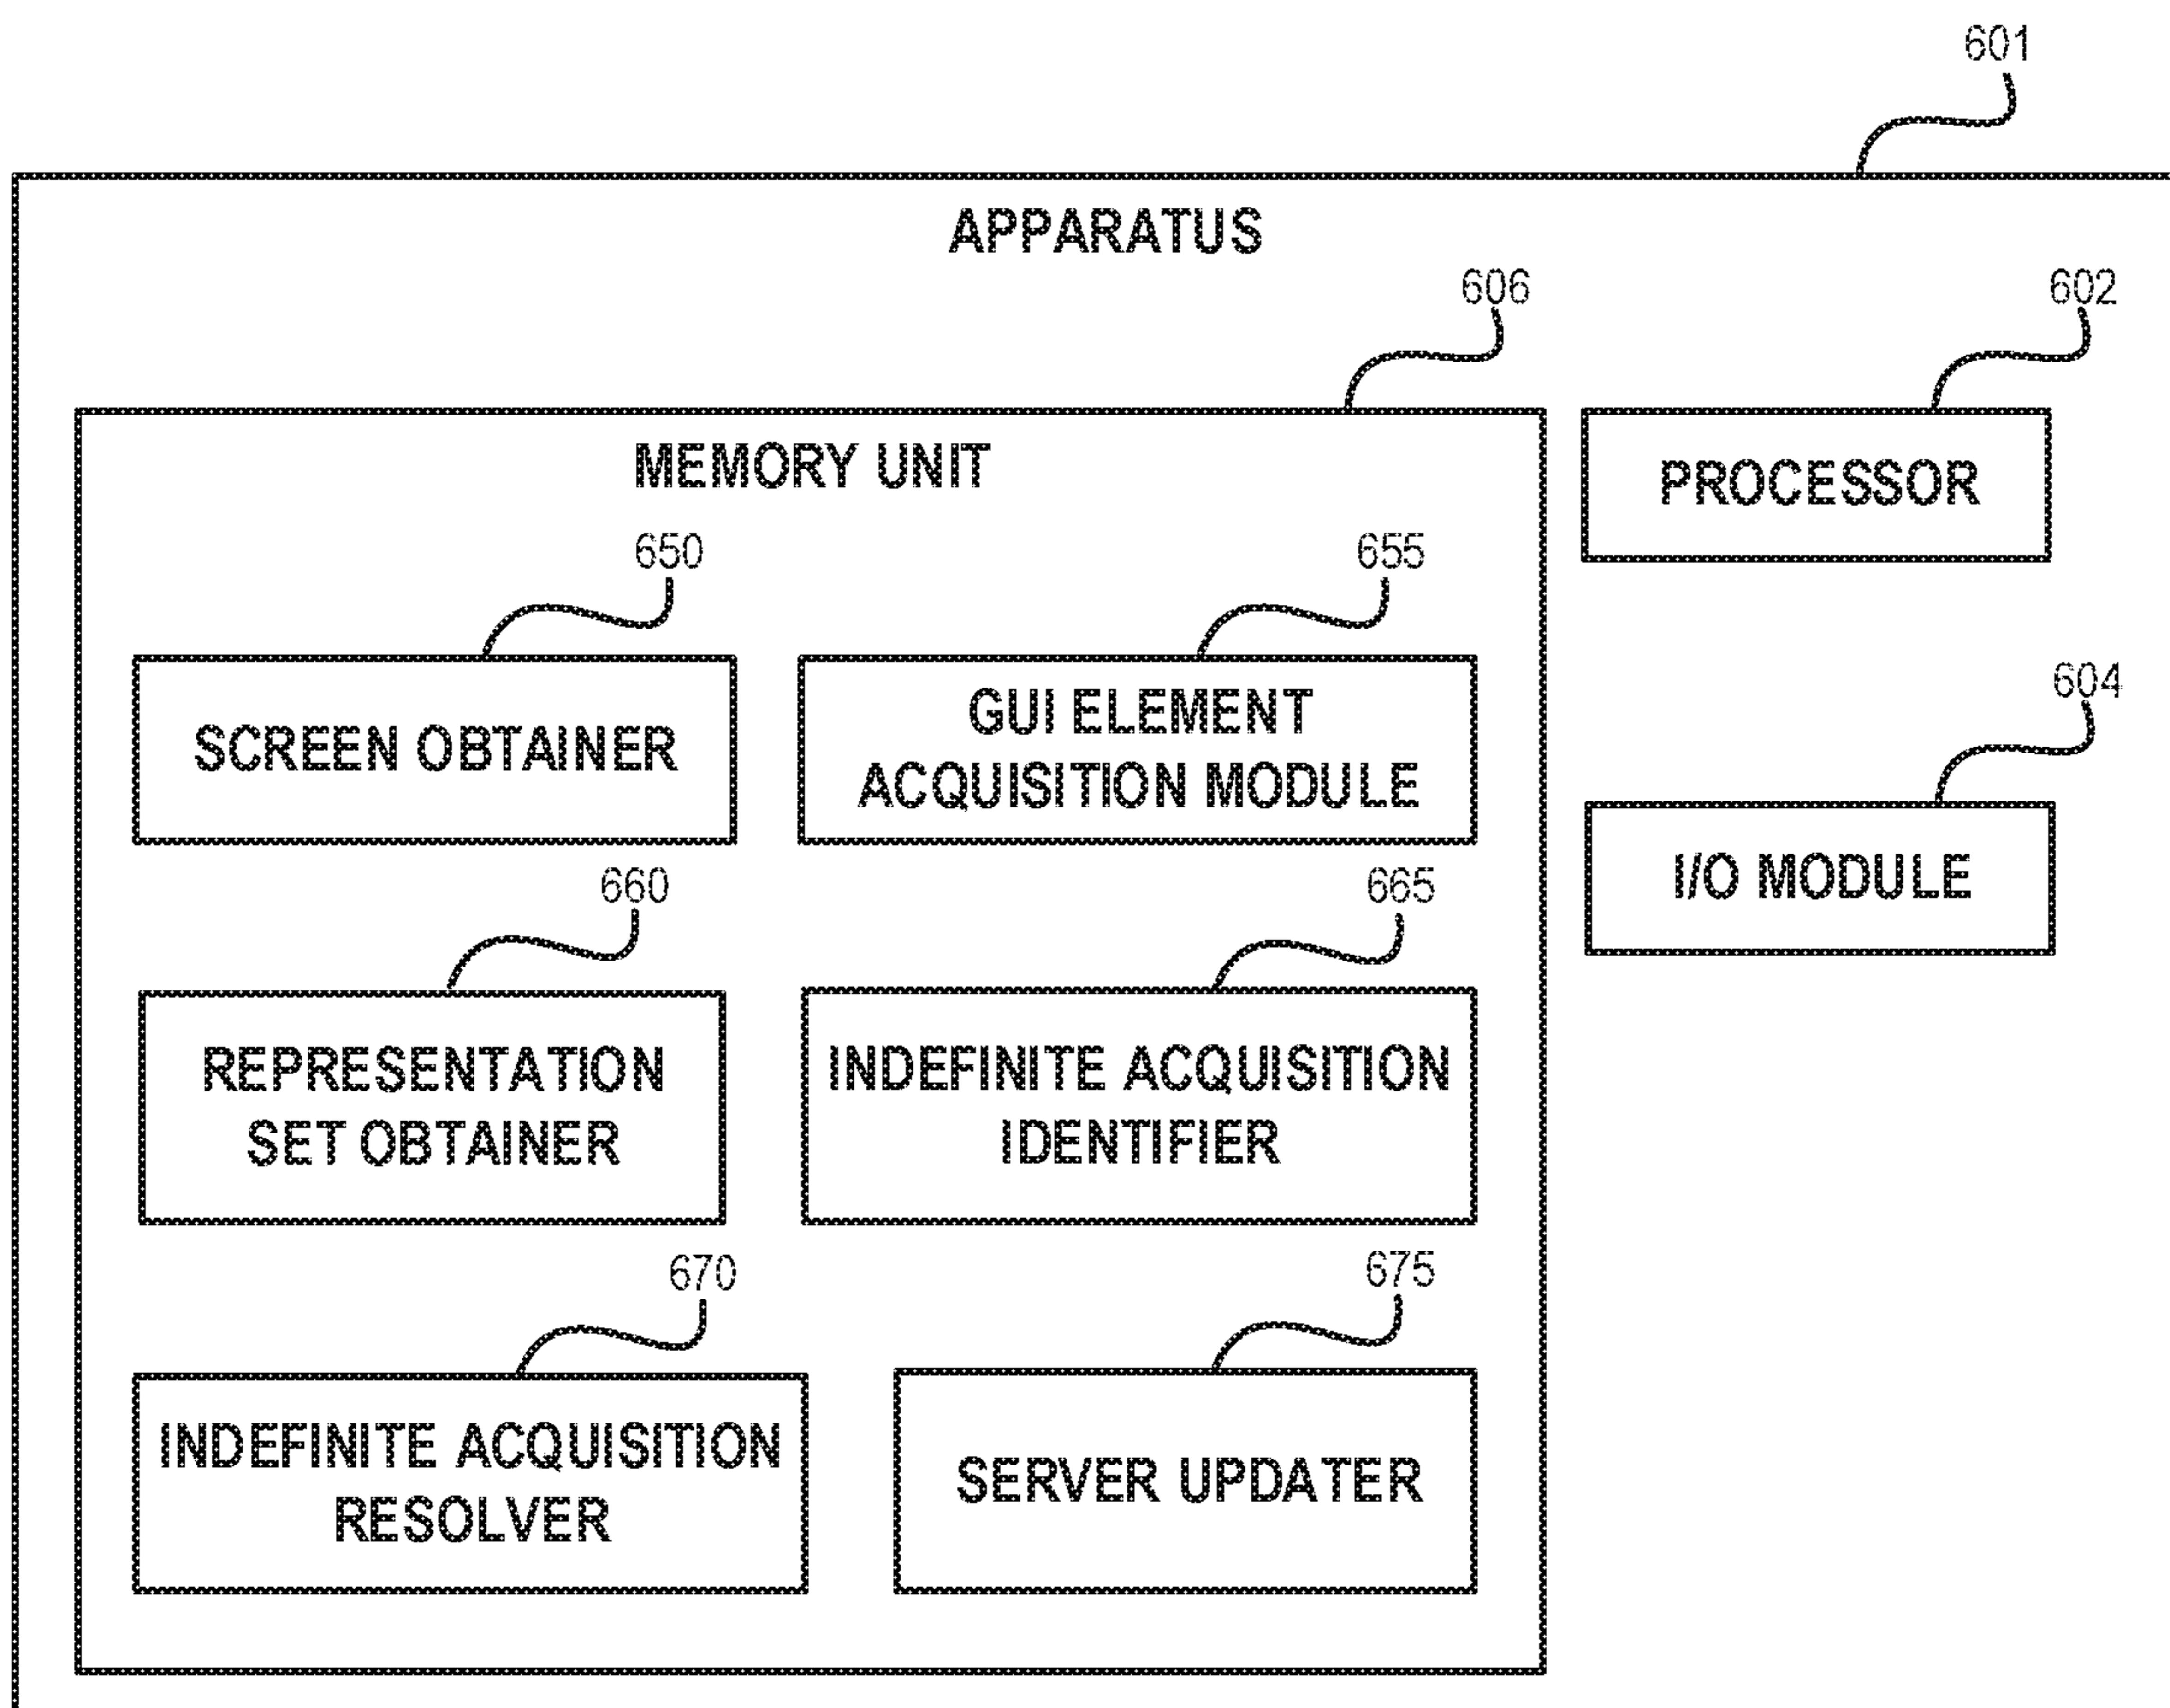 601
APPARATUS
606
602
MEMORY UNIT
PROCESSOR
650
655
604
SCREEN OBTAINER
GUI ELEMENT
ACQUISITION MODULE
I/O MODULE
660
665
REPRESENTATION
SET OBTAINER
INDEFINITE ACQUISITION
IDENTIFIER
670
675
INDEFINITE ACQUISITION
RESOLVER
SERVER UPDATER